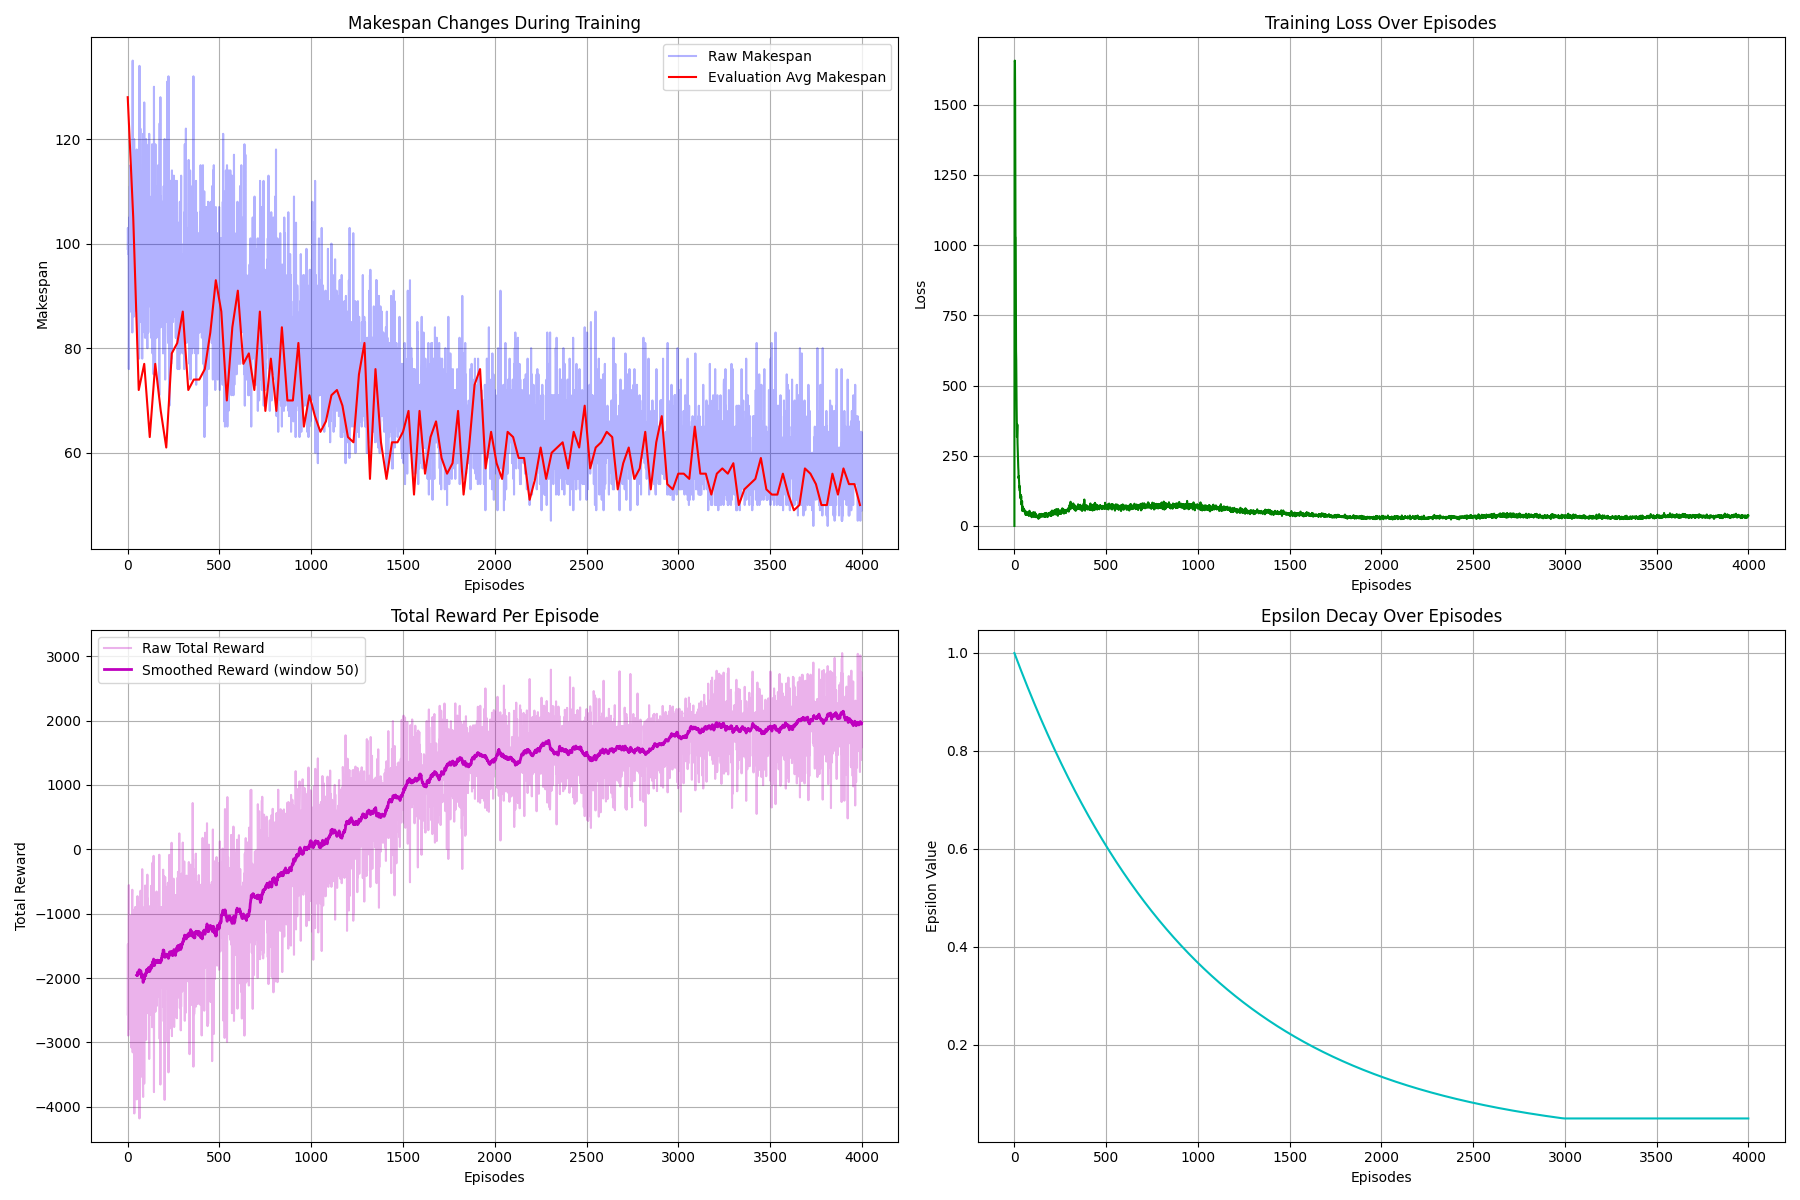 Makespan Changes During Training
Raw Makespan
Evaluation Avg Makespan
120
100
80
60
Makespan
0 500 1000 1500 2000 2500 3000 3500 4000
Episodes
Training Loss Over Episodes
1500
1250
1000
750
500
250
0
Loss
0 500 1000 1500 2000 2500 3000 3500 4000
Episodes
Total Reward Per Episode
Raw Total Reward
Smoothed Reward (window 50)
3000
2000
1000
0
−1000
−2000
−3000
−4000
Total Reward
0 500 1000 1500 2000 2500 3000 3500 4000
Episodes
Epsilon Decay Over Episodes
1.0
0.8
0.6
0.4
0.2
Epsilon Value
0 500 1000 1500 2000 2500 3000 3500 4000
Episodes